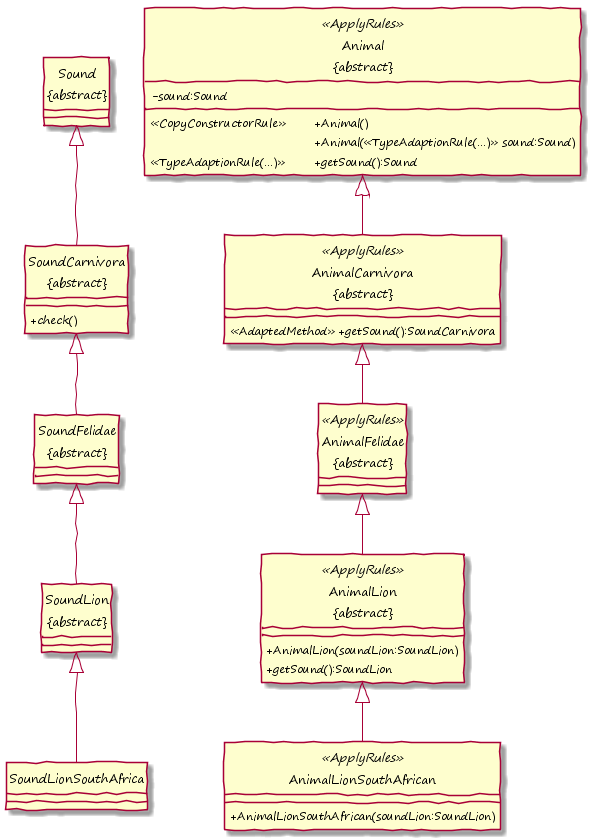 Sound
{abstract}
SoundCarnivora
{abstract}
+check()
SoundFelidae
{abstract}
SoundLion
{abstract}
SoundLionSouthAfrica
«ApplyRules»
Animal
{abstract}
-sound:Sound
«CopyConstructorRule» +Animal()
+Animal(«TypeAdaptionRule(...)» sound:Sound)
«TypeAdaptionRule(...)» +getSound():Sound
«ApplyRules»
AnimalCarnivora
{abstract}
«AdaptedMethod» +getSound():SoundCarnivora
«ApplyRules»
AnimalFelidae
{abstract}
«ApplyRules»
AnimalLion
{abstract}
+AnimalLion(soundLion:SoundLion)
+getSound():SoundLion
«ApplyRules»
AnimalLionSouthAfrican
+AnimalLionSouthAfrican(soundLion:SoundLion)